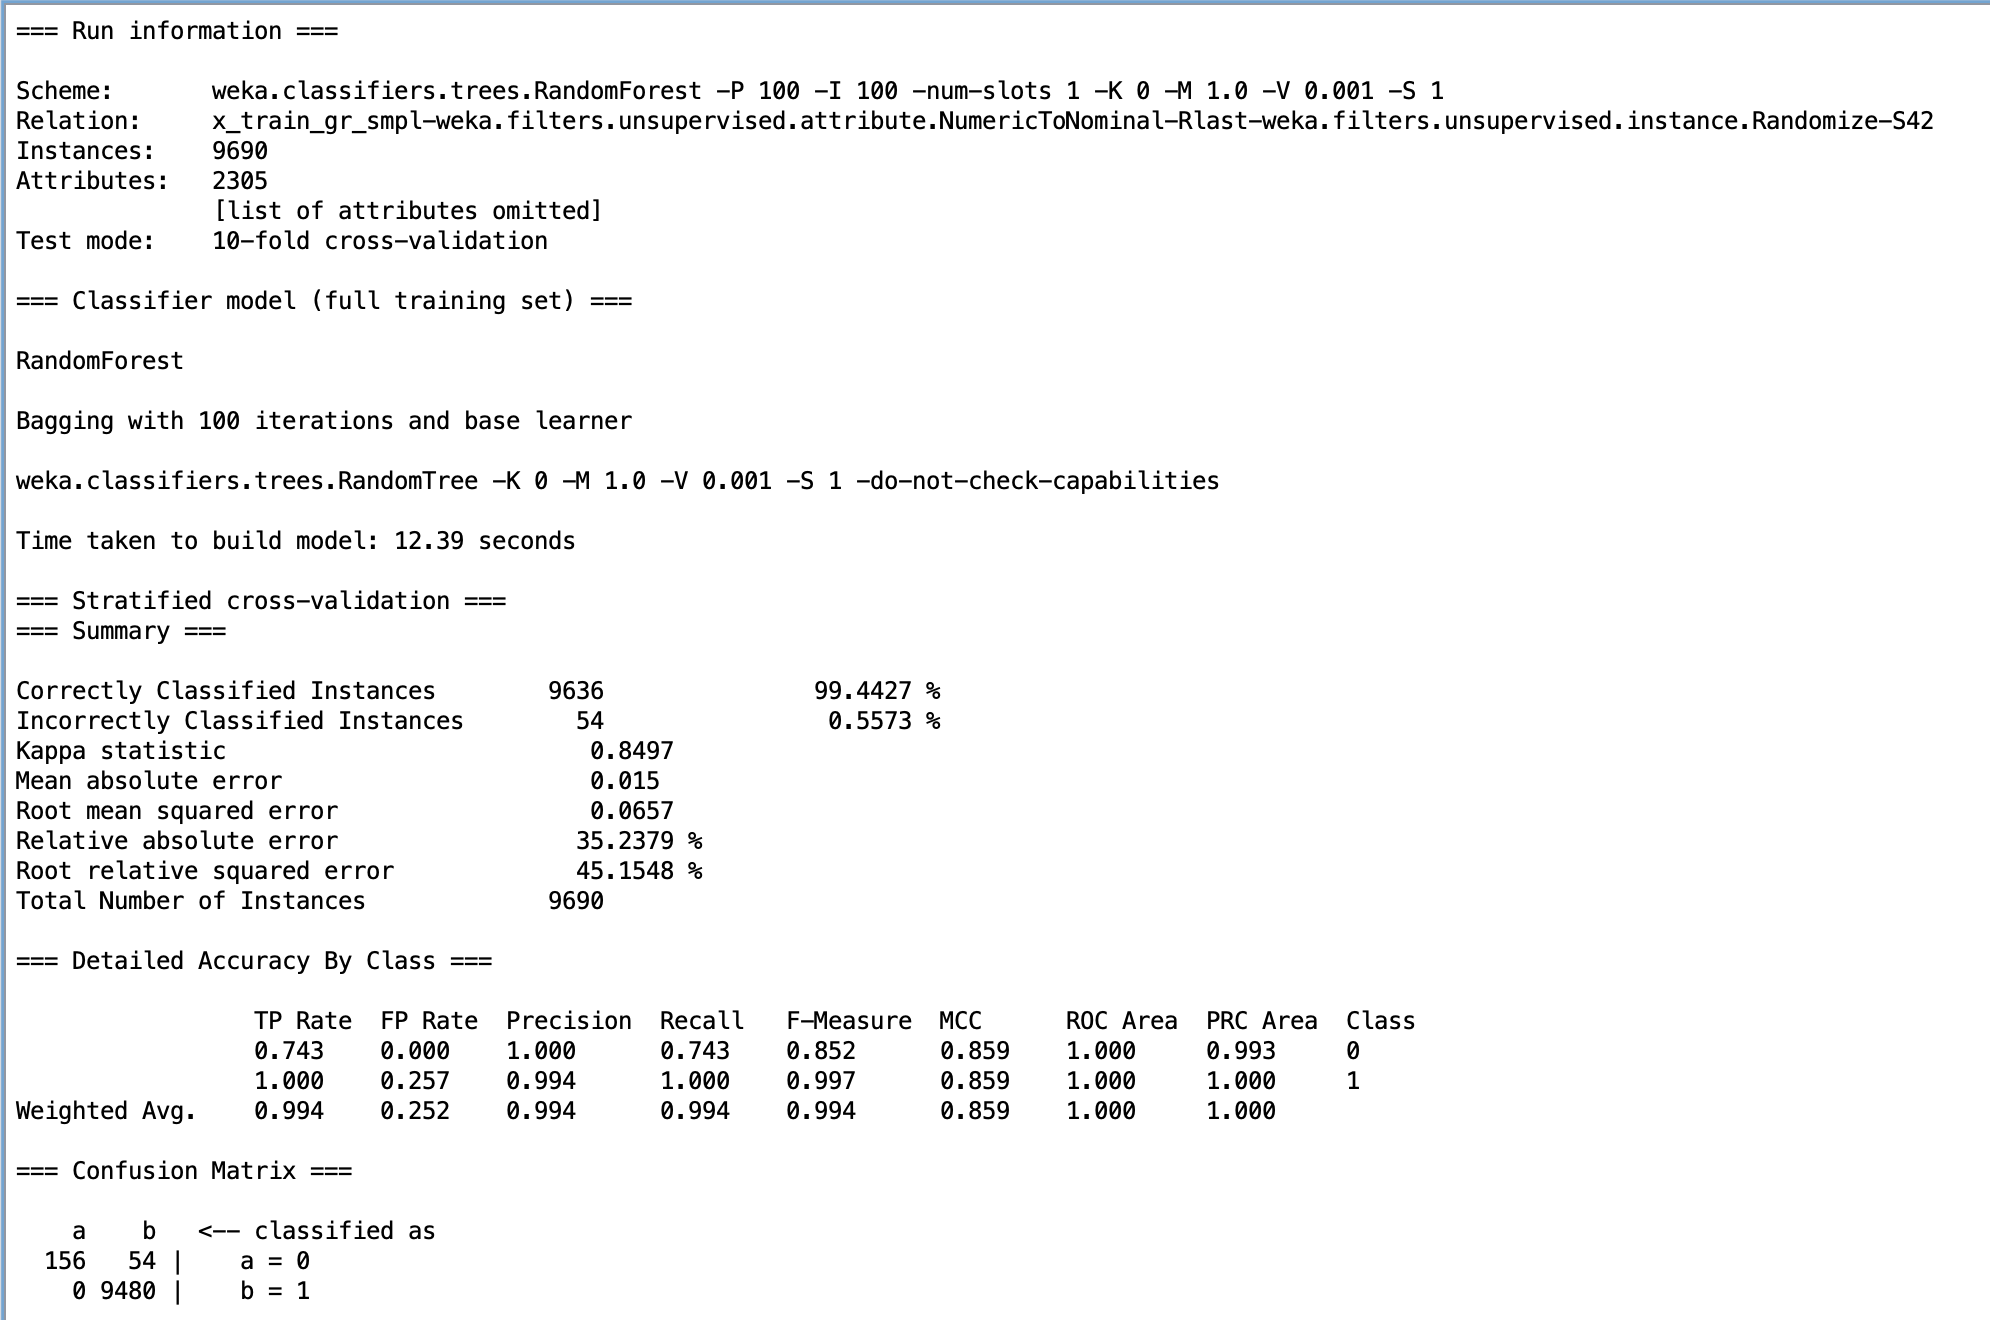 === Run information ===
Scheme: weka.classifiers.trees.RandomForest -P 100 -I 100 -num-slots 1 -K 0 -M 1.0 -V 0.001 -S 1
Relation: x_train_gr_smpl-weka.filters.unsupervised.attribute.NumericToNominal-Rlast-weka.filters.unsupervised.instance.Randomize-S42
Instances: 9690
Attributes: 2305
[list of attributes omitted]
Test mode: 10-fold cross-validation
=== Classifier model (full training set) ===
RandomForest
Bagging with 100 iterations and base learner
weka.classifiers.trees.RandomTree -K 0 -M 1.0 -V 0.001 -S 1 -do-not-check-capabilities
Time taken to build model: 12.39 seconds
=== Stratified cross-validation ===
=== Summary ===
Correctly Classified Instances 9636 99.4427 %
Incorrectly Classified Instances 54 0.5573 %
Kappa statistic 0.8497
Mean absolute error 0.015
Root mean squared error 0.0657
Relative absolute error 35.2379 %
Root relative squared error 45.1548 %
Total Number of Instances 9690
=== Detailed Accuracy By Class ===
TP Rate FP Rate Precision Recall F-Measure MCC ROC Area PRC Area Class
0.743 0.000 1.000 0.743 0.852 0.859 1.000 0.993 0
1.000 0.257 0.994 1.000 0.997 0.859 1.000 1.000 1
Weighted Avg. 0.994 0.252 0.994 0.994 0.994 0.859 1.000 1.000
=== Confusion Matrix ===
a b <-- classified as
156 54 | a = 0
0 9480 | b = 1